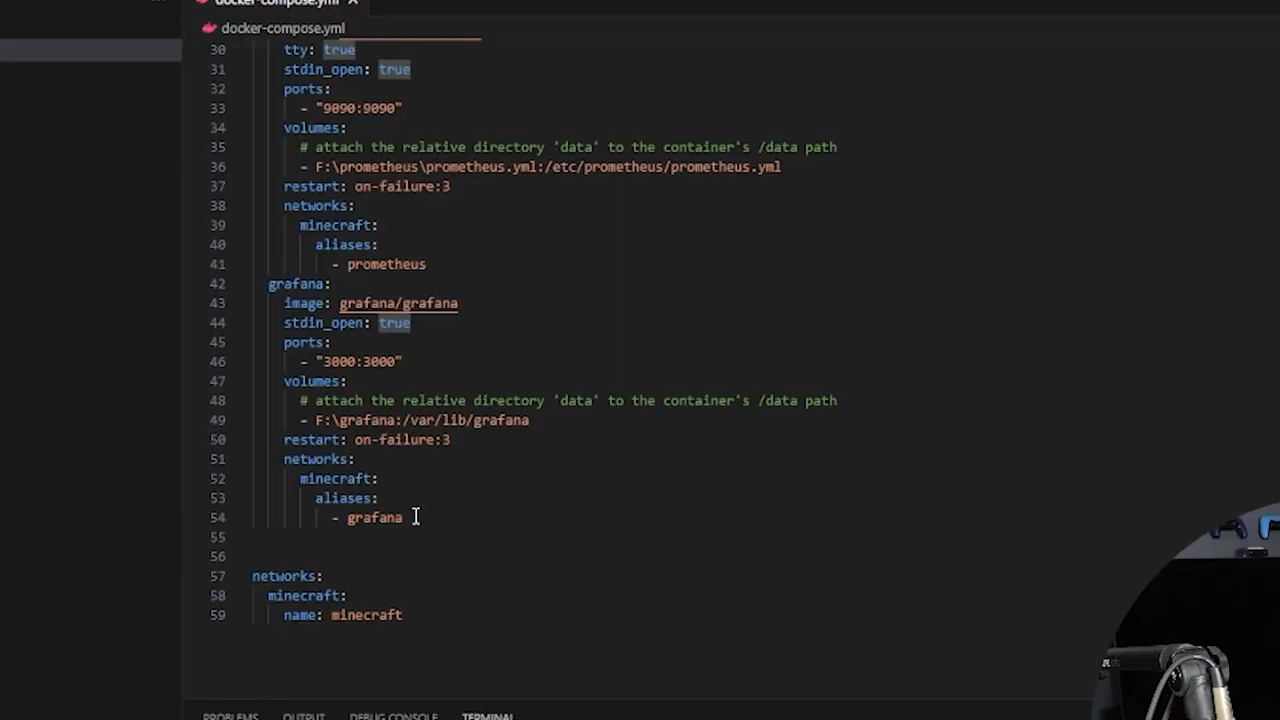 docker-compose.yml
docker-compose.yml
30 tty: true
31 stdin_open: true
32 ports:
33 - "9090:9090"
34 volumes:
35 # attach the relative directory 'data' to the container's /data path
36 - F:\prometheus\prometheus.yml:/etc/prometheus/prometheus.yml
37 restart: on-failure:3
38 networks:
39 minecraft:
40 aliases:
41 - prometheus
42 grafana:
43 image: grafana/grafana
44 stdin_open: true
45 ports:
46 - "3000:3000"
47 volumes:
48 # attach the relative directory 'data' to the container's /data path
49 - F:\grafana:/var/lib/grafana
50 restart: on-failure:3
51 networks:
52 minecraft:
53 aliases:
54 - grafana
55
56
57 networks:
58 minecraft:
59 name: minecraft
PROBLEMS OUTPUT DEBUG CONSOLE TERMINAL